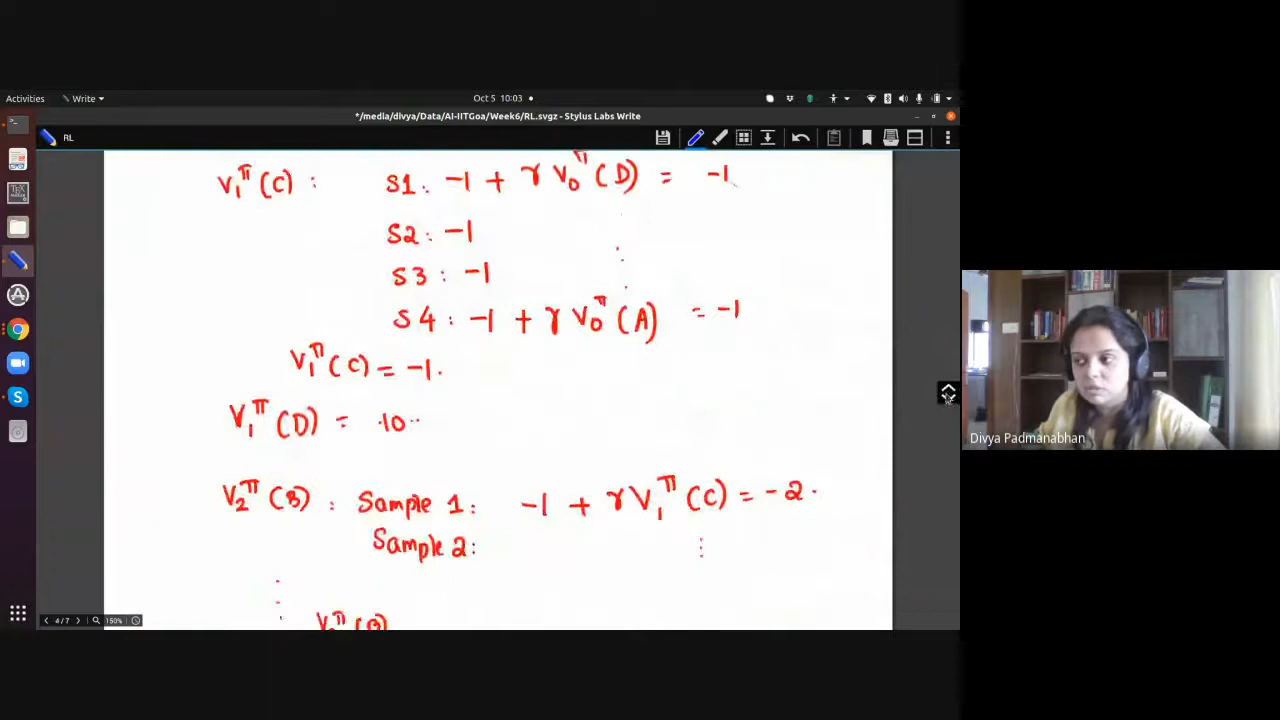 Activities Write Oct 5 10:03
*/media/divya/Data/AI-IITGoa/Week6/RL.svgz - Stylus Labs Write
RL
V₁^π(C) : S1: -1 + γ V₀^π(D) = -1
S2: -1
S3: -1
S4: -1 + γ V₀^π(A) = -1
V₁^π(C) = -1.
V₁^π(D) = 10
V₂^π(B) : Sample 1: -1 + γ V₁^π(C) = -2.
Sample 2:
4/7 150%
Divya Padmanabhan